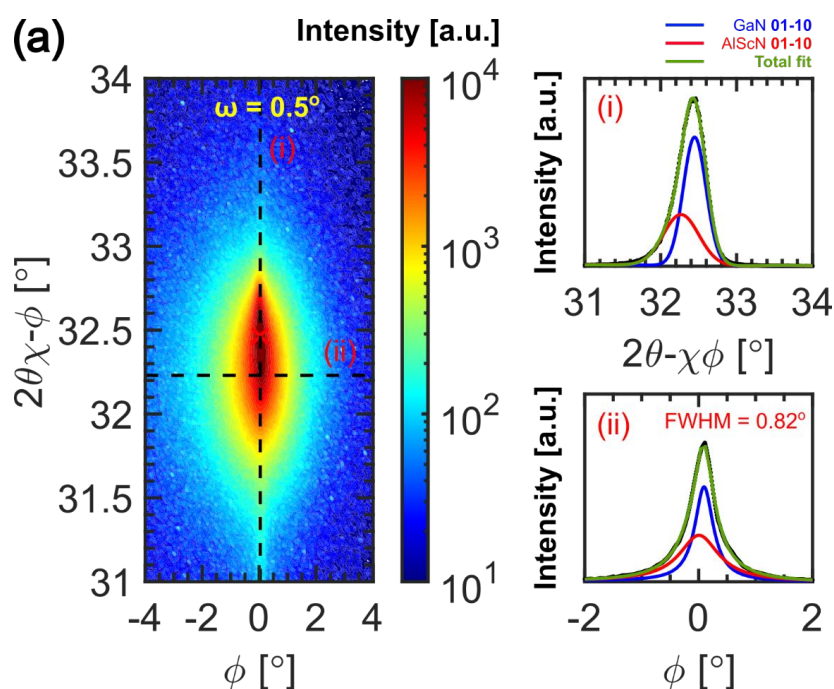 (a)
Intensity [a.u.]
GaN 01-10
AlScN 01-10
Total fit
34
33.5
33
32.5
32
31.5
31
2θχ-ϕ [°]
ω = 0.5°
(i)
(ii)
-4 -2 0 2 4
ϕ [°]
10⁴
10³
10²
10¹
Intensity [a.u.]
(i)
31 32 33 34
2θ-χϕ [°]
Intensity [a.u.]
(ii)
FWHM = 0.82°
-2 0 2
ϕ [°]